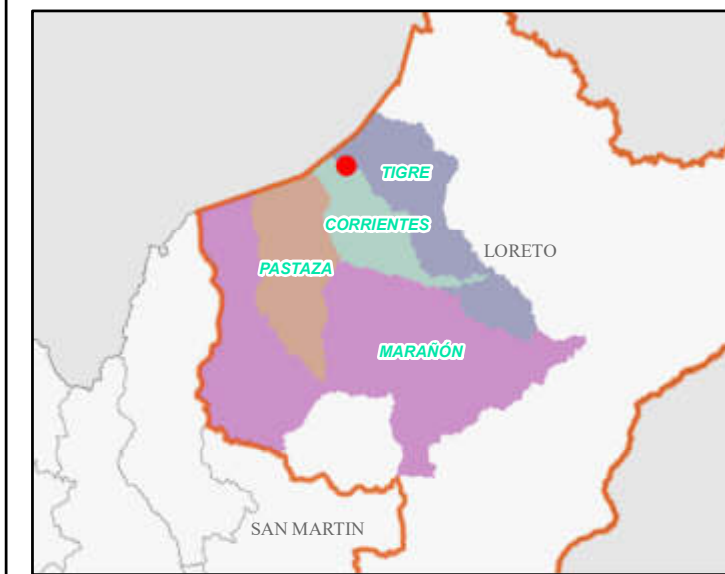 TIGRE
CORRIENTES
LORETO
PASTAZA
MARAÑÓN
SAN MARTIN